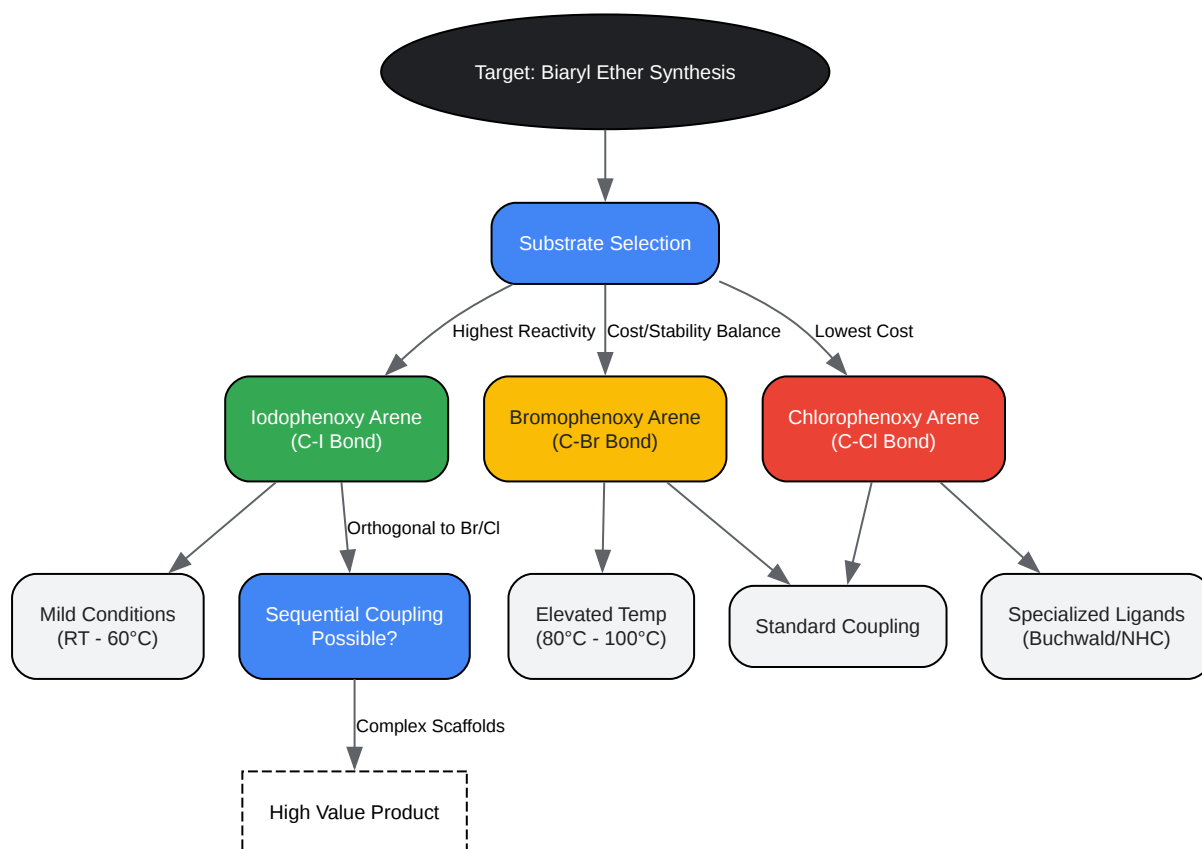 Target: Biaryl Ether Synthesis
Substrate Selection
Highest Reactivity
Cost/Stability Balance
Lowest Cost
Iodophenoxy Arene
(C-I Bond)
Bromophenoxy Arene
(C-Br Bond)
Chlorophenoxy Arene
(C-Cl Bond)
Orthogonal to Br/Cl
Mild Conditions
(RT - 60°C)
Sequential Coupling
Possible?
Elevated Temp
(80°C - 100°C)
Standard Coupling
Specialized Ligands
(Buchwald/NHC)
Complex Scaffolds
High Value Product